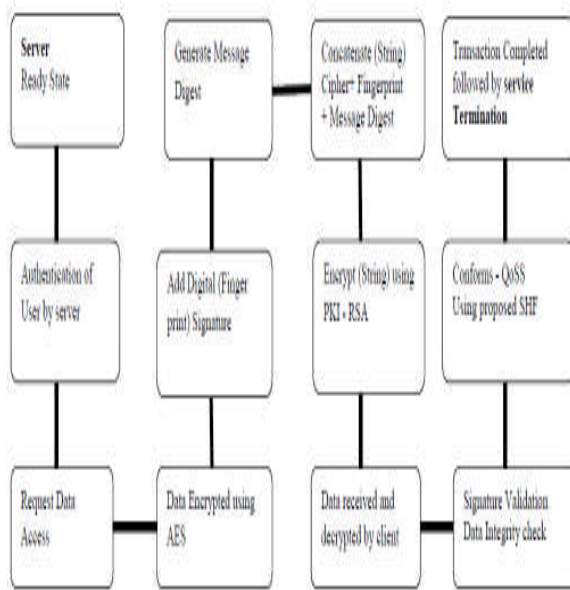 Server
Ready State
Authentication of
User by server
Request Data
Access
Data Encrypted using
AES
Add Digital (Finger
print) Signature
Generate Message
Digest
Concatenate (String)
Cipher+ Fingerprint
+ Message Digest
Encrypt (String) using
PKI - RSA
Data received and
decrypted by client
Signature Validation
Data Integrity check
Conforms - QoSS
Using proposed SHF
Transaction Completed
followed by service
Termination